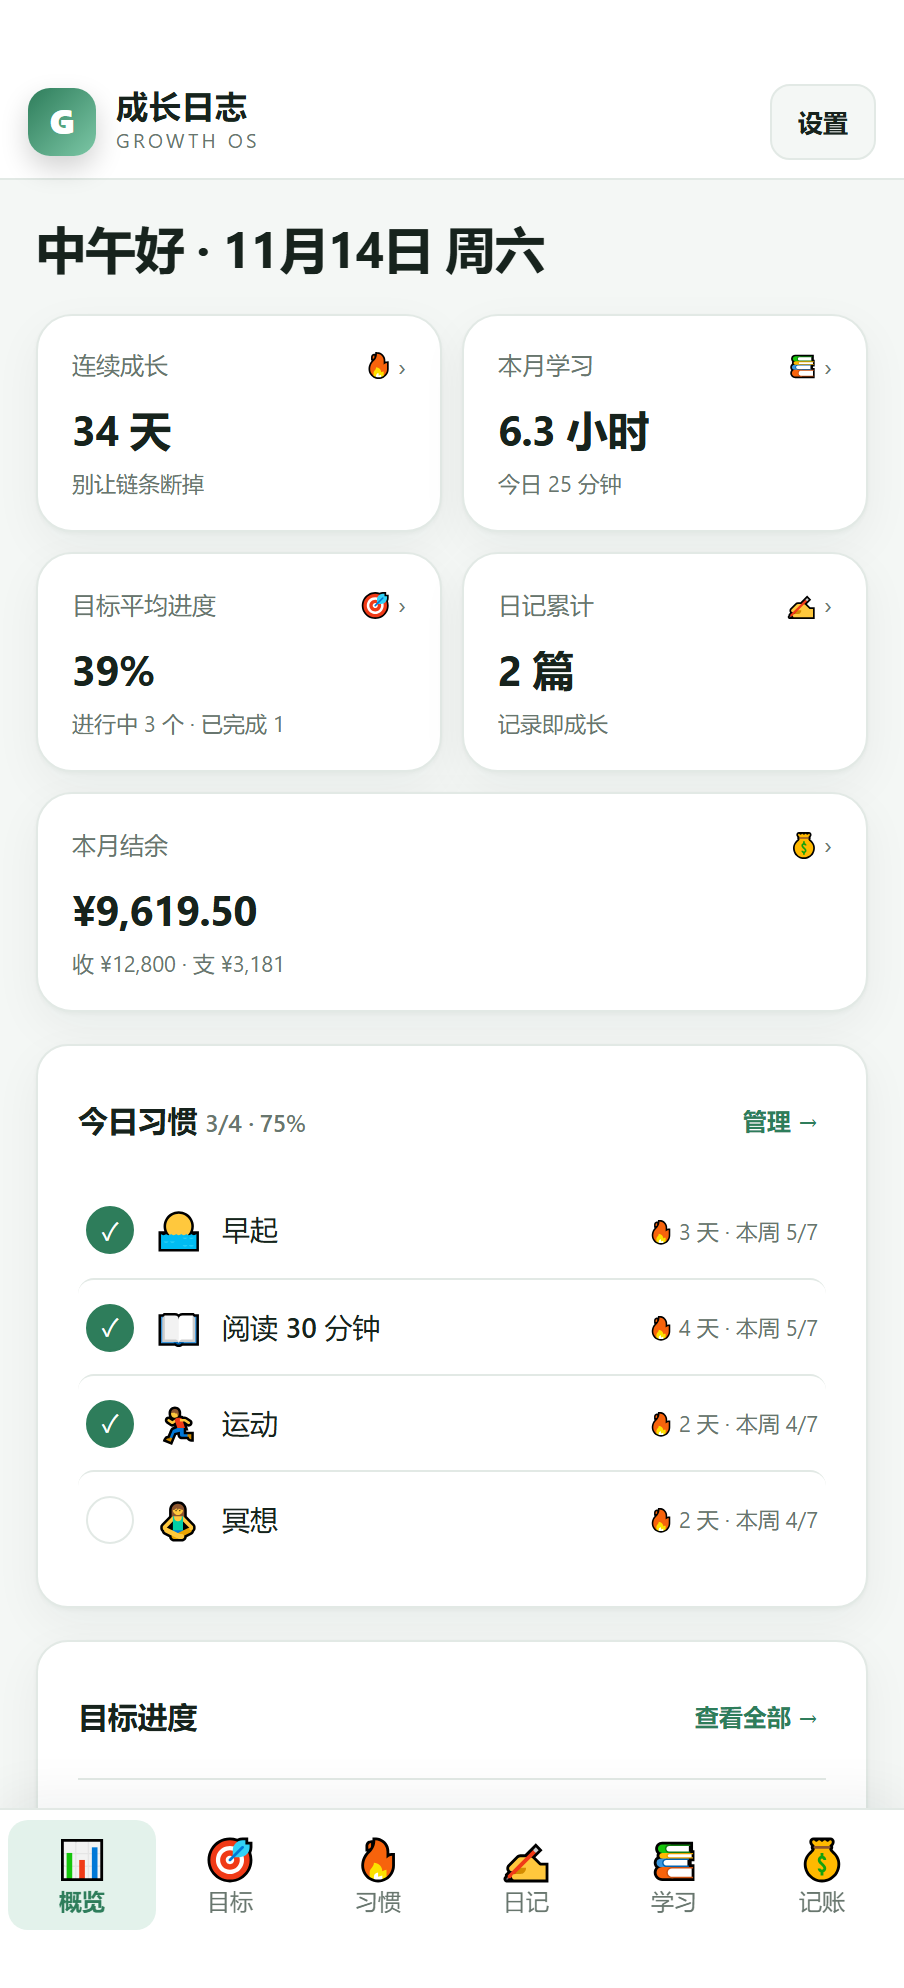 G
成长日志
GROWTH OS
设置
中午好 · 11月14日 周六
连续成长 ›
34 天
别让链条断掉
本月学习 ›
6.3 小时
今日 25 分钟
目标平均进度 ›
39%
进行中 3 个 · 已完成 1
日记累计 ›
2 篇
记录即成长
本月结余 ›
¥9,619.50
收 ¥12,800 · 支 ¥3,181
今日习惯 3/4 · 75%
管理 →
早起 3 天 · 本周 5/7
阅读 30 分钟 4 天 · 本周 5/7
运动 2 天 · 本周 4/7
冥想 2 天 · 本周 4/7
目标进度
查看全部 →
概览
目标
习惯
日记
学习
记账